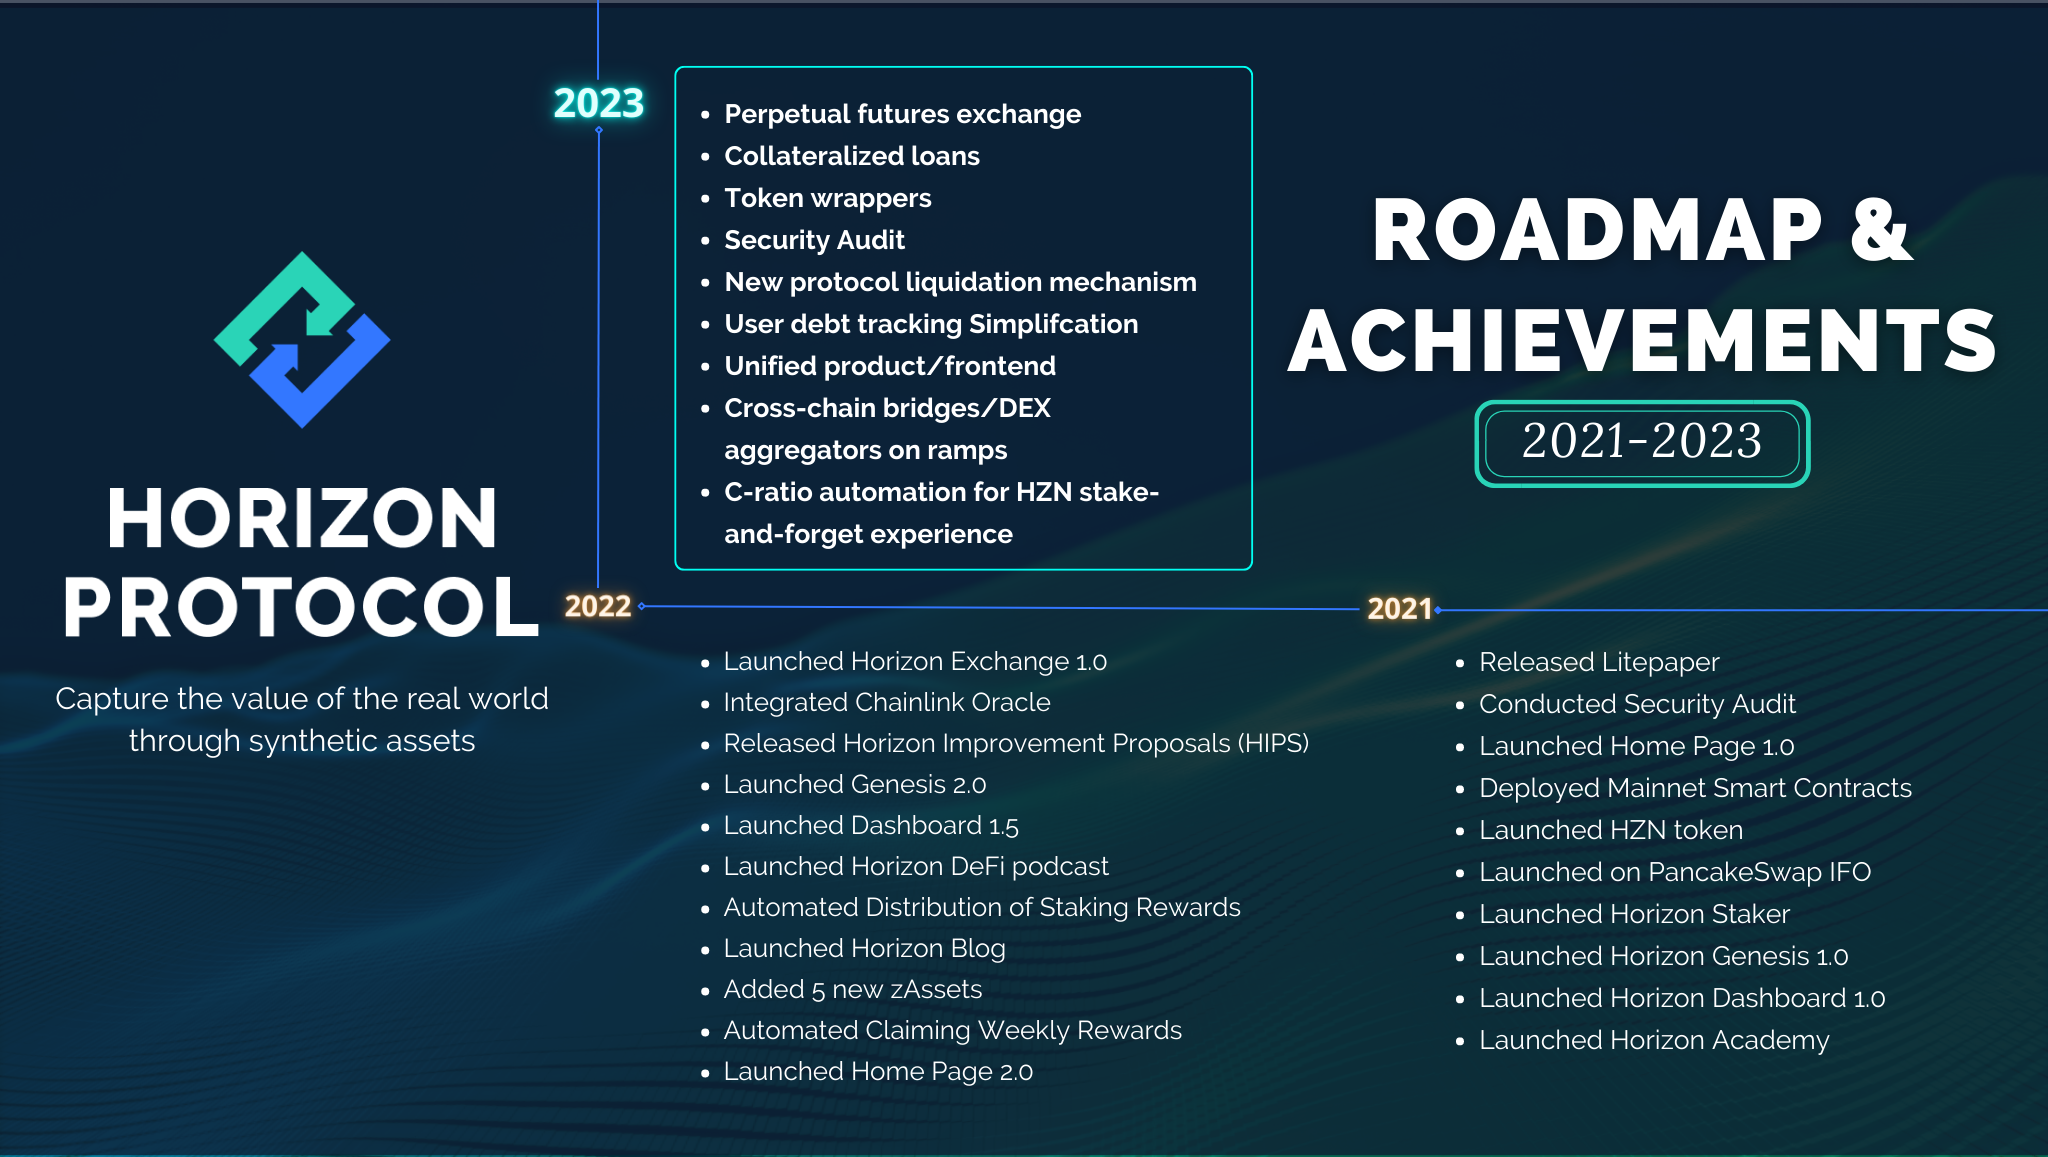 HORIZON
PROTOCOL
Capture the value of the real world
through synthetic assets
ROADMAP &
ACHIEVEMENTS
2021-2023
2023
• Perpetual futures exchange
• Collateralized loans
• Token wrappers
• Security Audit
• New protocol liquidation mechanism
• User debt tracking Simplifcation
• Unified product/frontend
• Cross-chain bridges/DEX
aggregators on ramps
• C-ratio automation for HZN stake-
and-forget experience
2022
• Launched Horizon Exchange 1.0
• Integrated Chainlink Oracle
• Released Horizon Improvement Proposals (HIPS)
• Launched Genesis 2.0
• Launched Dashboard 1.5
• Launched Horizon DeFi podcast
• Automated Distribution of Staking Rewards
• Launched Horizon Blog
• Added 5 new zAssets
• Automated Claiming Weekly Rewards
• Launched Home Page 2.0
2021
• Released Litepaper
• Conducted Security Audit
• Launched Home Page 1.0
• Deployed Mainnet Smart Contracts
• Launched HZN token
• Launched on PancakeSwap IFO
• Launched Horizon Staker
• Launched Horizon Genesis 1.0
• Launched Horizon Dashboard 1.0
• Launched Horizon Academy